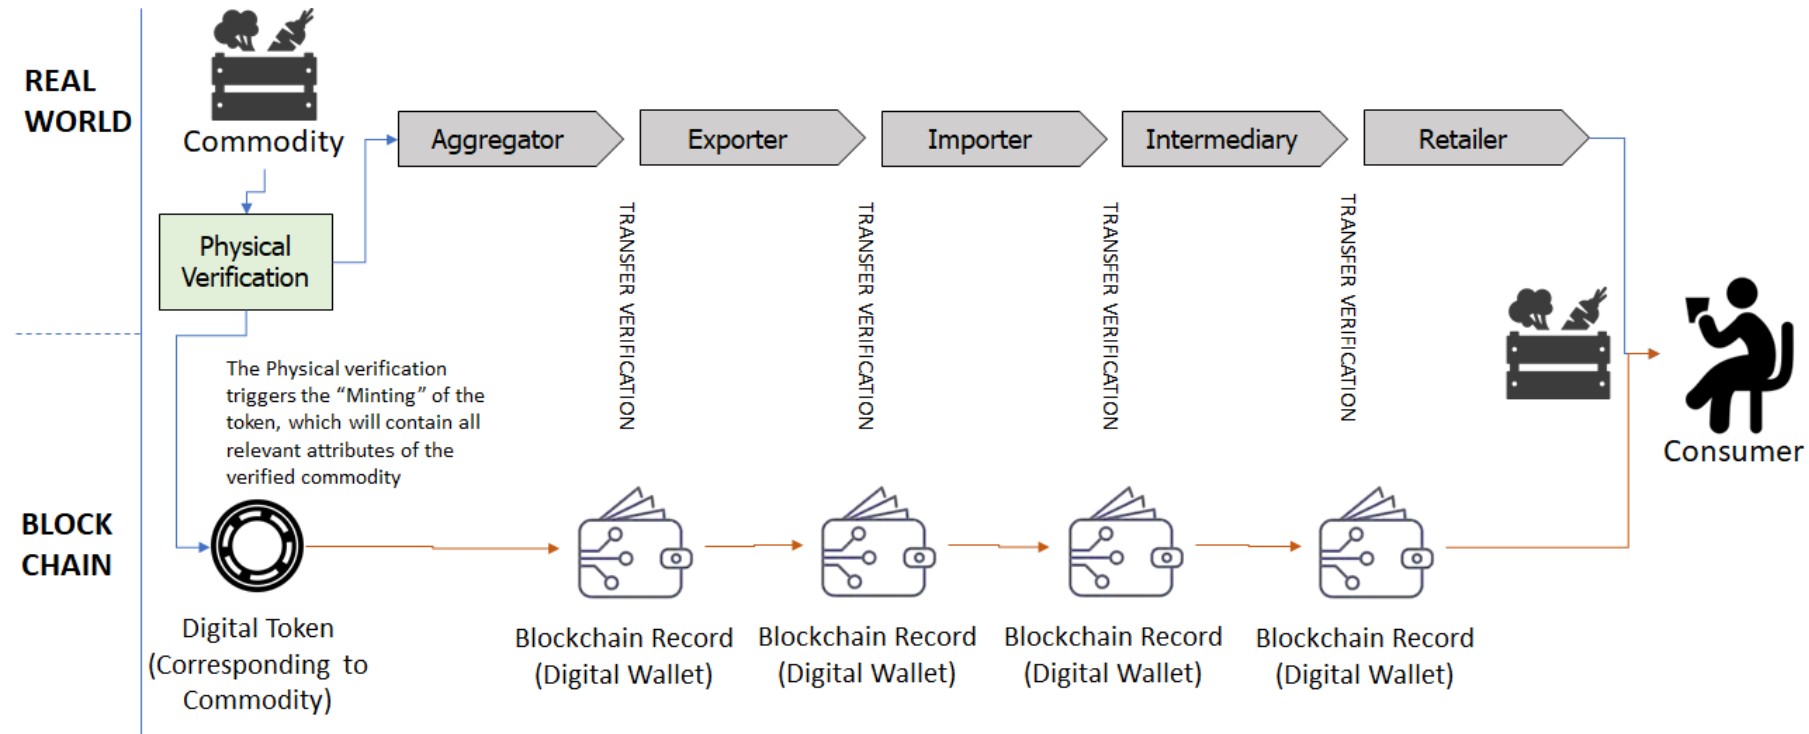 REAL
WORLD
Commodity
Aggregator
Exporter
Importer
Intermediary
Retailer
Physical
Verification
TRANSFER VERIFICATION
TRANSFER VERIFICATION
TRANSFER VERIFICATION
TRANSFER VERIFICATION
The Physical verification
triggers the “Minting” of the
token, which will contain all
relevant attributes of the
verified commodity
Consumer
BLOCK
CHAIN
Digital Token
(Corresponding to
Commodity)
Blockchain Record
(Digital Wallet)
Blockchain Record
(Digital Wallet)
Blockchain Record
(Digital Wallet)
Blockchain Record
(Digital Wallet)